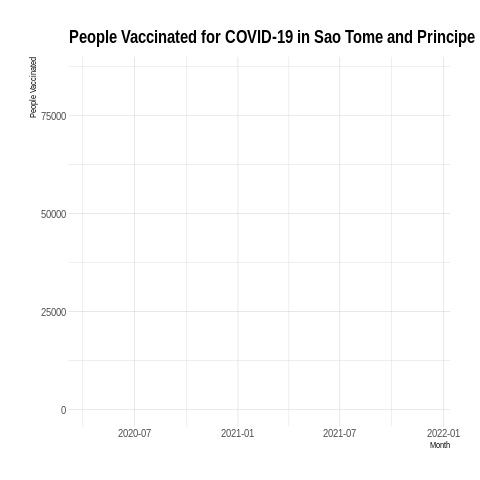 People Vaccinated for COVID-19 in Sao Tome and Principe
People Vaccinated
75000
50000
25000
0
2020-07 2021-01 2021-07 2022-01
Month